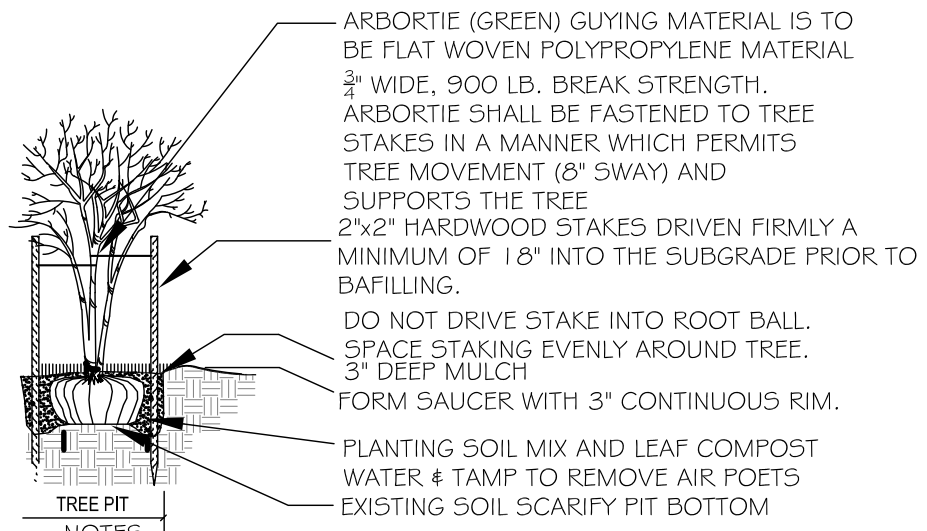 ARBORTIE (GREEN) GUYING MATERIAL IS TO
BE FLAT WOVEN POLYPROPYLENE MATERIAL
3/4" WIDE, 900 LB. BREAK STRENGTH.
ARBORTIE SHALL BE FASTENED TO TREE
STAKES IN A MANNER WHICH PERMITS
TREE MOVEMENT (8" SWAY) AND
SUPPORTS THE TREE
2"x2" HARDWOOD STAKES DRIVEN FIRMLY A
MINIMUM OF 18" INTO THE SUBGRADE PRIOR TO
BAFILLING.
DO NOT DRIVE STAKE INTO ROOT BALL.
SPACE STAKING EVENLY AROUND TREE.
3" DEEP MULCH
FORM SAUCER WITH 3" CONTINUOUS RIM.
PLANTING SOIL MIX AND LEAF COMPOST
WATER & TAMP TO REMOVE AIR POETS
EXISTING SOIL SCARIFY PIT BOTTOM
TREE PIT
NOTES